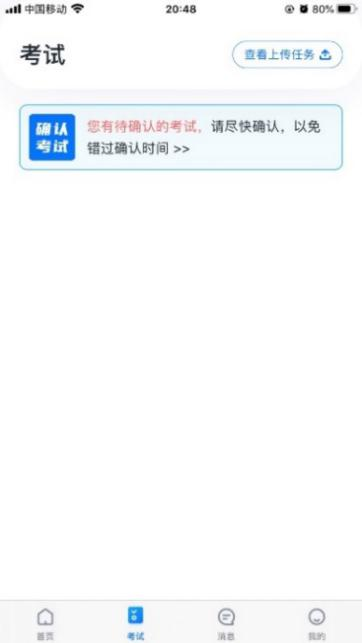 中国移动
20:48
80%
考试
查看上传任务
确认
考试
您有待确认的考试，请尽快确认，以免
错过确认时间 >>
首页
考试
消息
我的